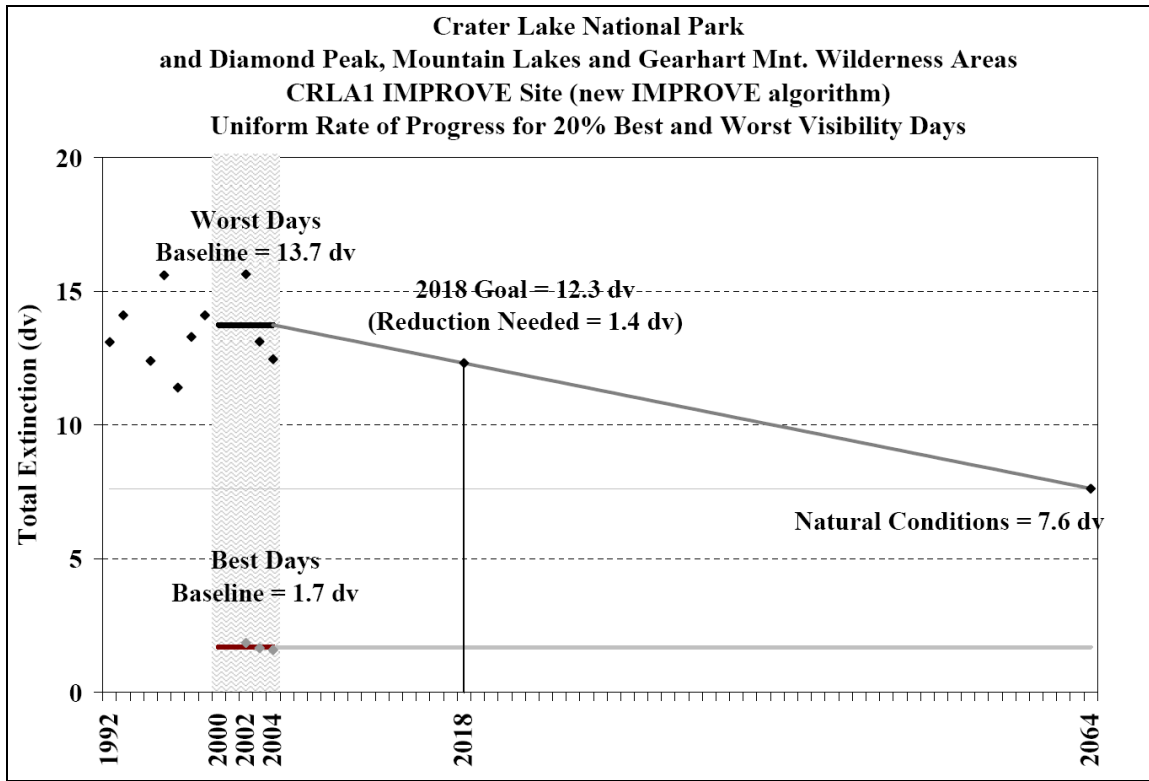 Crater Lake National Park
and Diamond Peak, Mountain Lakes and Gearhart Mnt. Wilderness Areas
CRLA1 IMPROVE Site (new IMPROVE algorithm)
Uniform Rate of Progress for 20% Best and Worst Visibility Days
20
15
10
5
0
Total Extinction (dv)
Worst Days
Baseline = 13.7 dv
2018 Goal = 12.3 dv
(Reduction Needed = 1.4 dv)
Natural Conditions = 7.6 dv
Best Days
Baseline = 1.7 dv
1992
2000
2002
2004
2018
2064